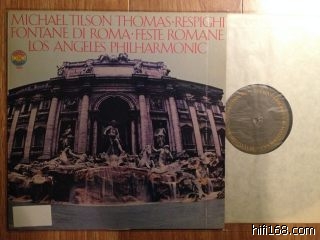 MICHAEL TILSON THOMAS·RESPIGHI
FONTANE DI ROMA·FESTE ROMANE
LOS ANGELES PHILHARMONIC
hifi168.com